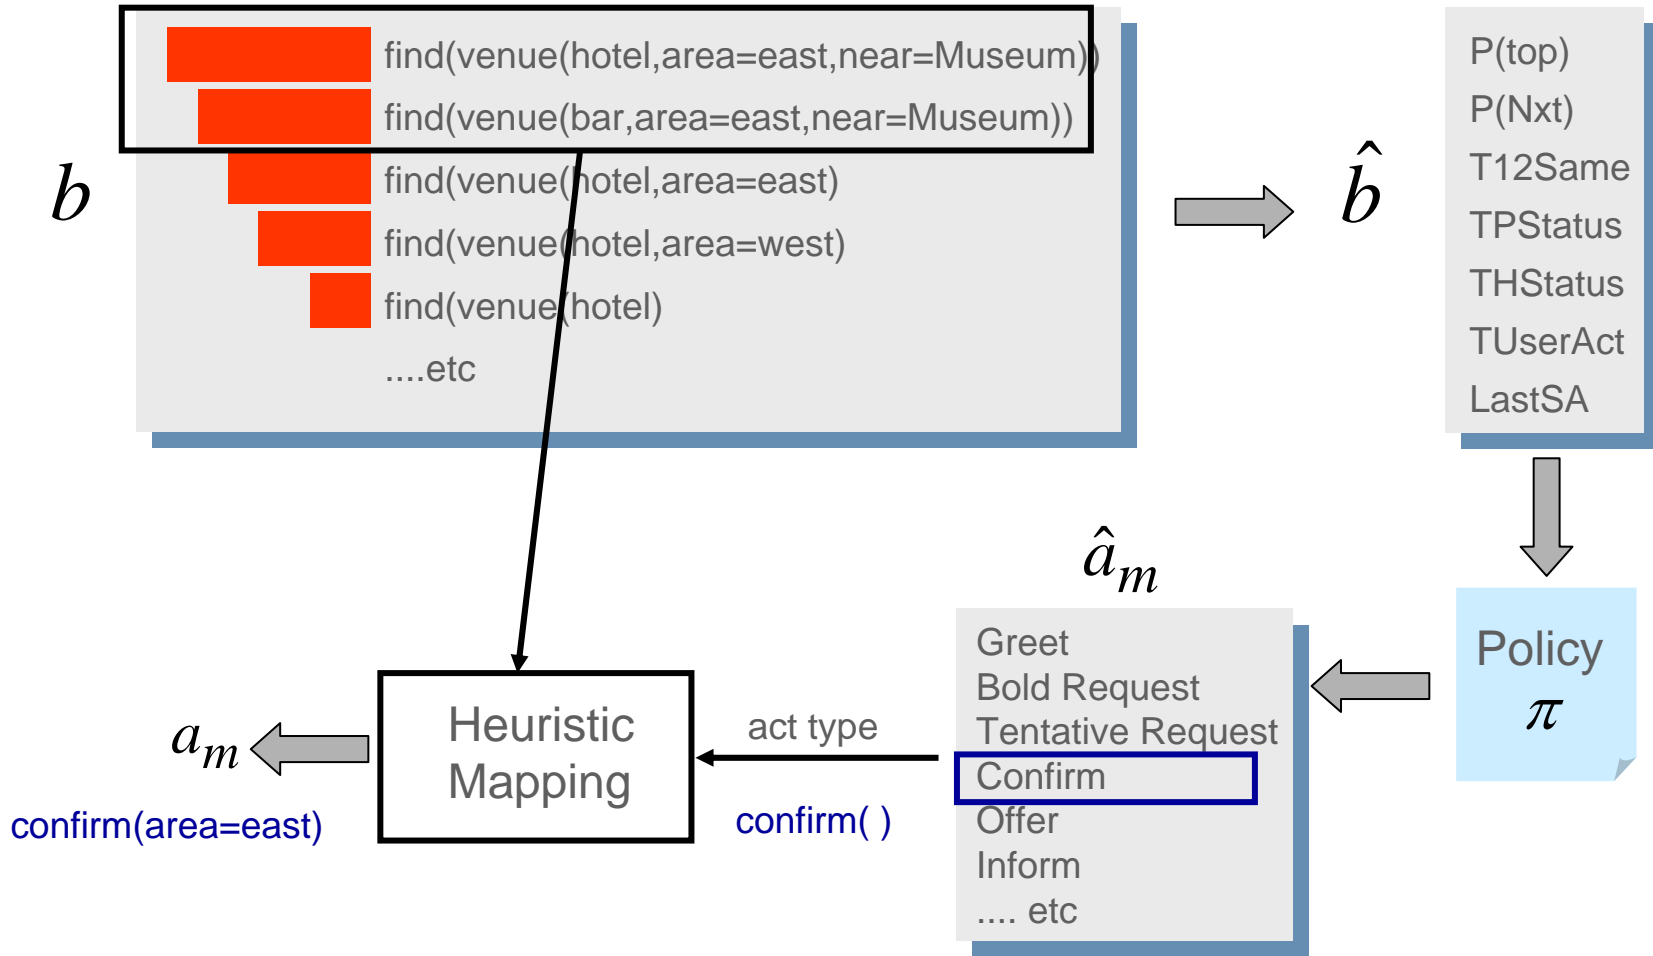 b
find(venue(hotel,area=east,near=Museum))
find(venue(bar,area=east,near=Museum))
find(venue(hotel,area=east)
find(venue(hotel,area=west)
find(venue(hotel)
....etc
b̂
P(top)
P(Nxt)
T12Same
TPStatus
THStatus
TUserAct
LastSA
Policy
π
âₘ
Greet
Bold Request
Tentative Request
Confirm
Offer
Inform
.... etc
act type
confirm( )
Heuristic
Mapping
aₘ
confirm(area=east)